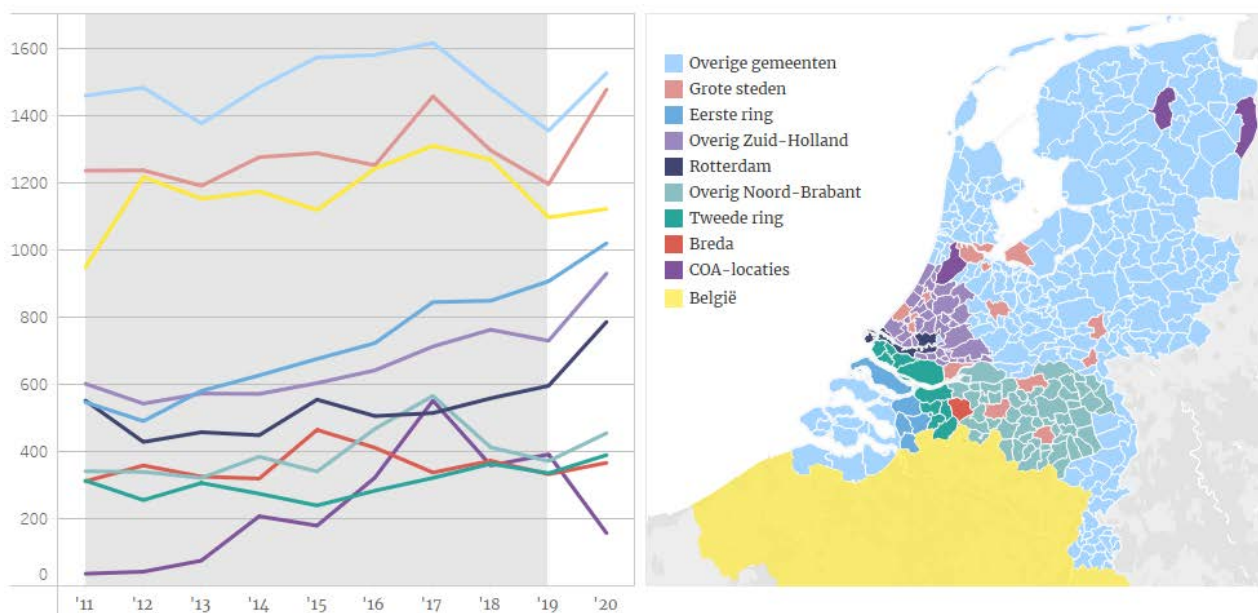 1600
1400
1200
1000
800
600
400
200
0
'11 '12 '13 '14 '15 '16 '17 '18 '19 '20
Overige gemeenten
Grote steden
Eerste ring
Overig Zuid-Holland
Rotterdam
Overig Noord-Brabant
Tweede ring
Breda
COA-locaties
België